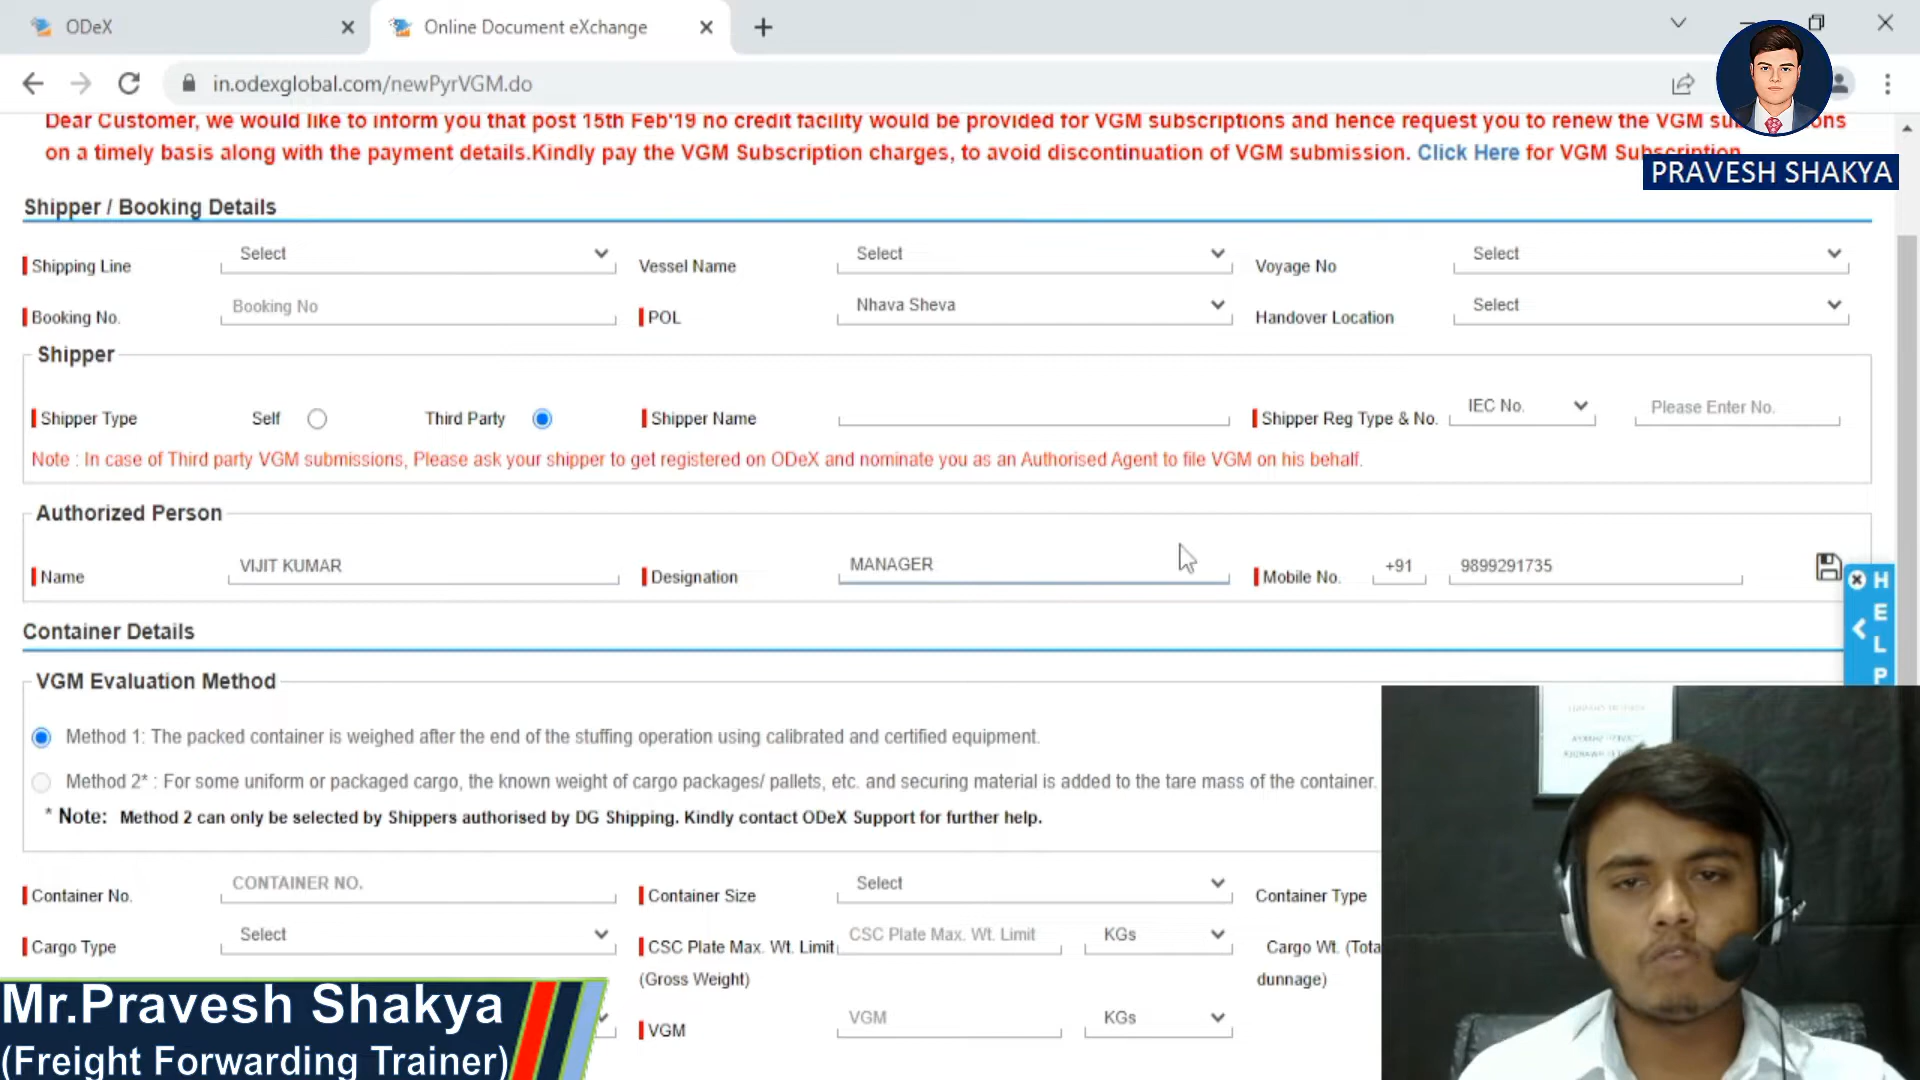 ODeX
Online Document eXchange
in.odexglobal.com/newPyrVGM.do
Dear Customer, we would like to inform you that post 15th Feb'19 no credit facility would be provided for VGM subscriptions and hence request you to renew the VGM
on a timely basis along with the payment details.Kindly pay the VGM Subscription charges, to avoid discontinuation of VGM submission. Click Here for VGM Subscription
PRAVESH SHAKYA
Shipper / Booking Details
Shipping Line Select Vessel Name Select Voyage No Select
Booking No. Booking No POL Nhava Sheva Handover Location Select
Shipper
Shipper Type Self Third Party Shipper Name Shipper Reg Type & No. IEC No. Please Enter No.
Note : In case of Third party VGM submissions, Please ask your shipper to get registered on ODeX and nominate you as an Authorised Agent to file VGM on his behalf.
Authorized Person
Name VIJIT KUMAR Designation MANAGER Mobile No. +91 9899291735
HELP
Container Details
VGM Evaluation Method
Method 1: The packed container is weighed after the end of the stuffing operation using calibrated and certified equipment.
Method 2* : For some uniform or packaged cargo, the known weight of cargo packages/ pallets, etc. and securing material is added to the tare mass of the container.
* Note: Method 2 can only be selected by Shippers authorised by DG Shipping. Kindly contact ODeX Support for further help.
Container No. CONTAINER NO. Container Size Select Container Type
Cargo Type Select CSC Plate Max. Wt. Limit CSC Plate Max. Wt. Limit KGs Cargo Wt. (Tota
(Gross Weight) dunnage)
VGM VGM KGs
Mr.Pravesh Shakya
(Freight Forwarding Trainer)